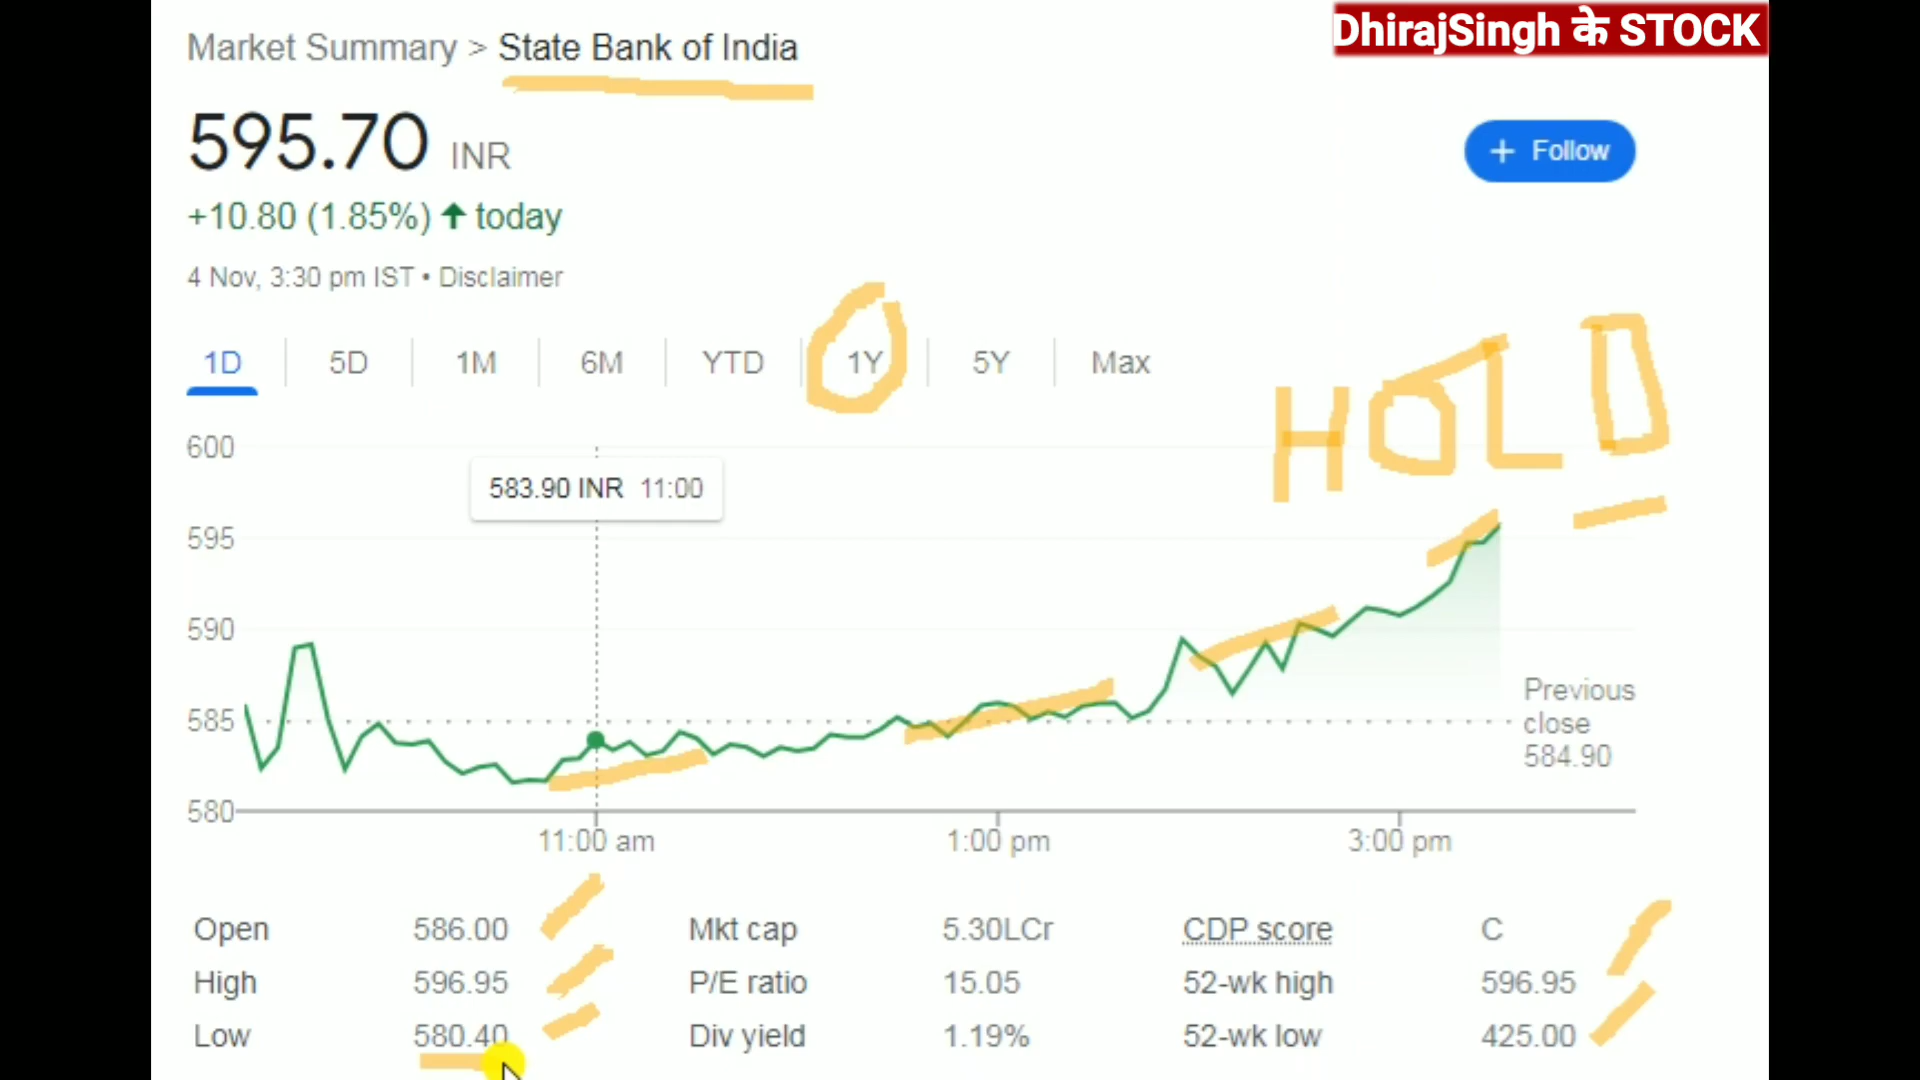 DhirajSingh के STOCK
Market Summary > State Bank of India
595.70 INR
+ Follow
+10.80 (1.85%) ↑ today
4 Nov, 3:30 pm IST • Disclaimer
1D 5D 1M 6M YTD 1Y 5Y Max
HOLD
600
583.90 INR 11:00
595
590
585
Previous close 584.90
580
11:00 am 1:00 pm 3:00 pm
Open 586.00 Mkt cap 5.30LCr CDP score C
High 596.95 P/E ratio 15.05 52-wk high 596.95
Low 580.40 Div yield 1.19% 52-wk low 425.00